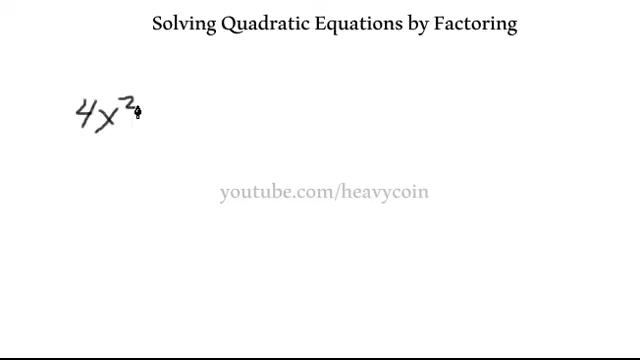 Solving Quadratic Equations by Factoring
4x²
youtube.com/heavycoin